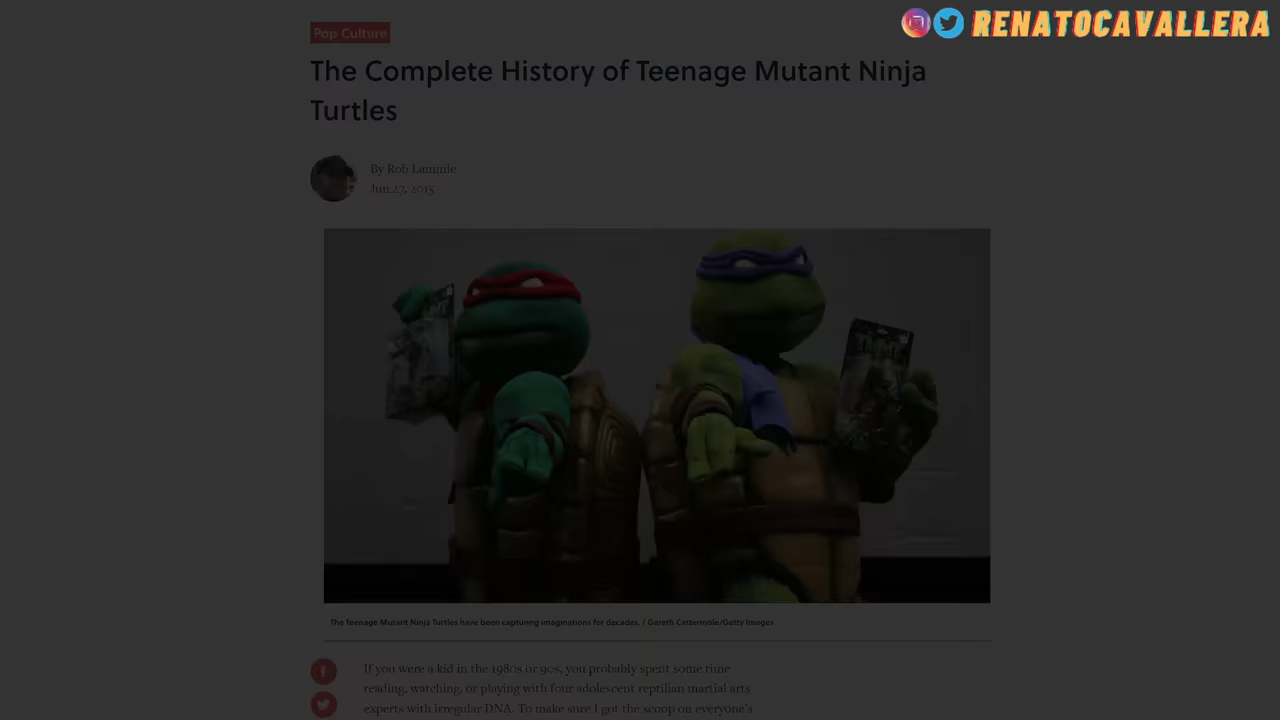 RENATOCAVALLERA
Pop Culture
The Complete History of Teenage Mutant Ninja
Turtles
By Rob Lammle
Jun 27, 2015
The Teenage Mutant Ninja Turtles have been capturing imaginations for decades. / Gareth Cattermole/Getty Images
If you were a kid in the 1980s or 90s, you probably spent some time
reading, watching, or playing with four adolescent reptilian martial arts
experts with irregular DNA. To make sure I got the scoop on everyone's